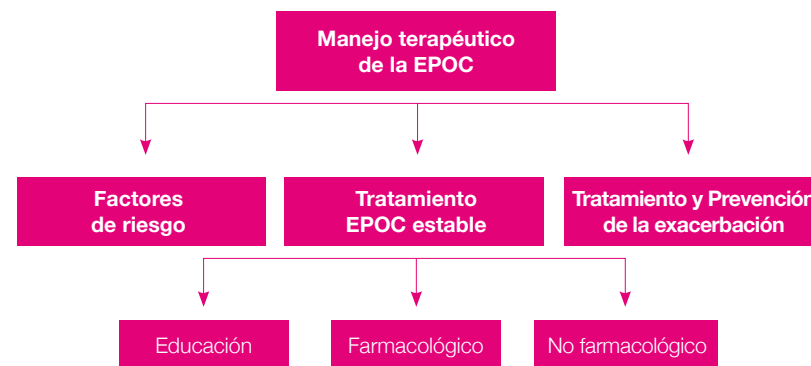 Manejo terapéutico
de la EPOC
Factores
de riesgo
Tratamiento
EPOC estable
Tratamiento y Prevención
de la exacerbación
Educación
Farmacológico
No farmacológico